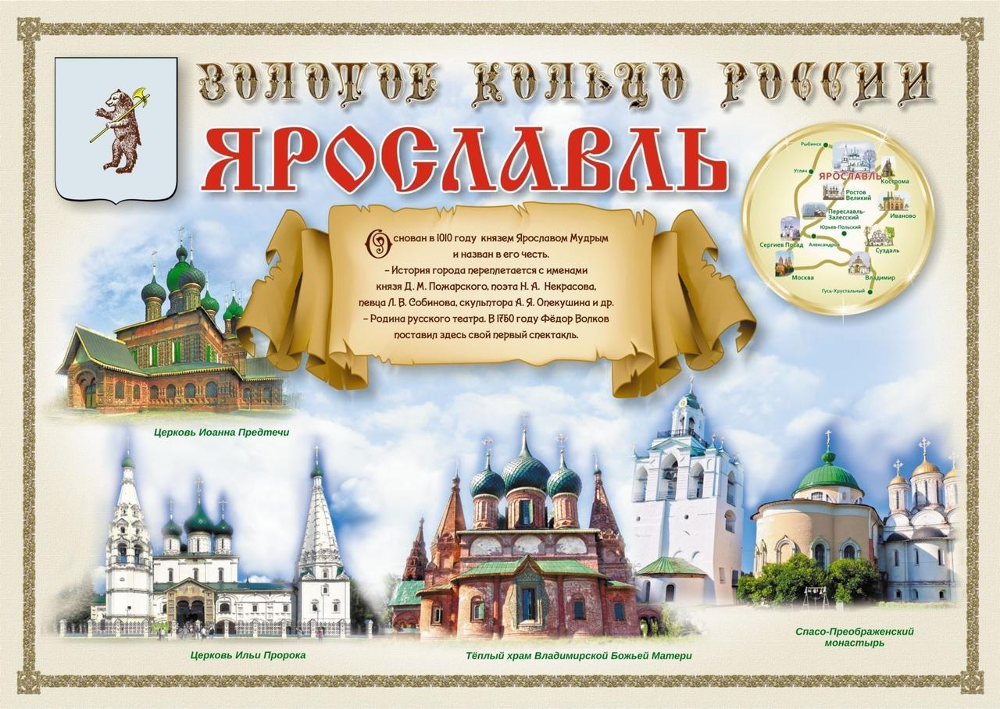 ЗОЛОТОЕ КОЛЬЦО РОССИИ
ЯРОСЛАВЛЬ
Основан в 1010 году князем Ярославом Мудрым
и назван в его честь.
– История города переплетается с именами
князя Д. М. Пожарского, поэта Н. А. Некрасова,
певца Л. В. Собинова, скульптора А. Я. Опекушина и др.
– Родина русского театра. В 1750 году Фёдор Волков
поставил здесь свой первый спектакль.
Рыбинск
Углич
ЯРОСЛАВЛЬ
Кострома
Ростов
Великий
Иваново
Переславль-
Залесский
Юрьев-Польский
Сергиев Посад
Александров
Суздаль
Москва
Владимир
Гусь-Хрустальный
Церковь Иоанна Предтечи
Церковь Ильи Пророка
Тёплый храм Владимирской Божьей Матери
Спасо-Преображенский
монастырь